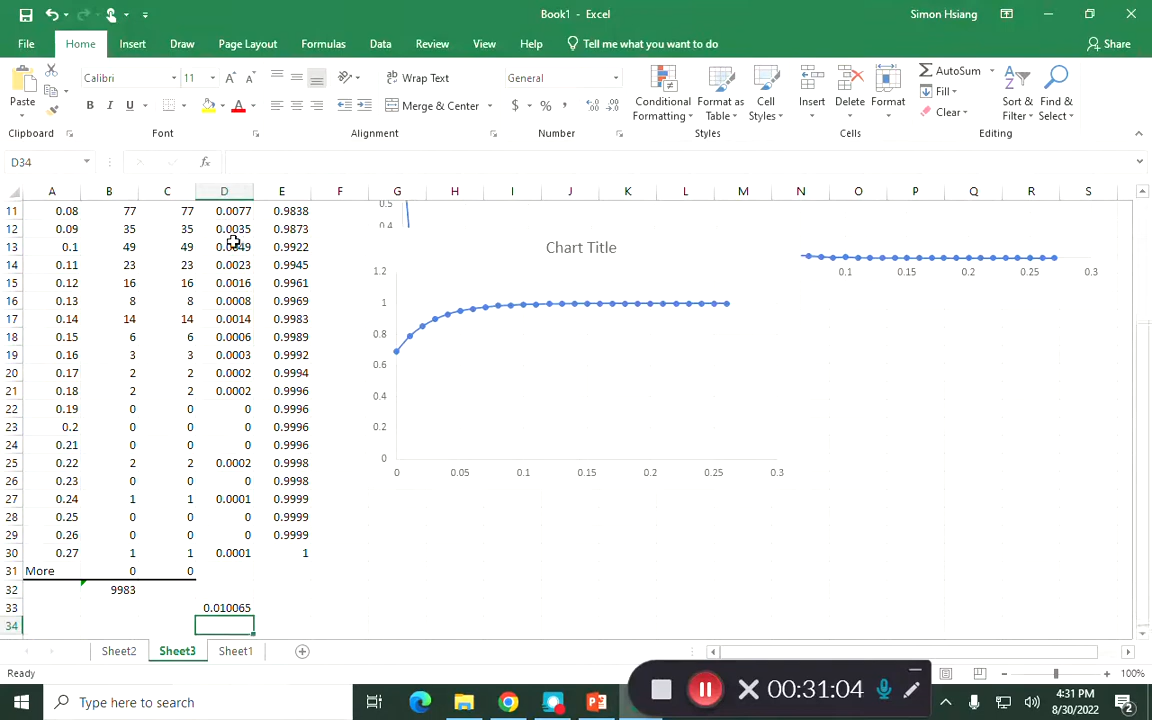 Book1 - Excel
Simon Hsiang
File Home Insert Draw Page Layout Formulas Data Review View Help Tell me what you want to do Share
Calibri 11 Wrap Text General AutoSum
Fill
Paste B I U Merge & Center $ % , Conditional Formatting Format as Table Cell Styles Insert Delete Format Clear Sort & Filter Find & Select
Clipboard Font Alignment Number Styles Cells Editing
D34 fx
A B C D E F G H I J K L M N O P Q R S
11 0.08 77 77 0.0077 0.9838
12 0.09 35 35 0.0035 0.9873
13 0.1 49 49 0.0049 0.9922
14 0.11 23 23 0.0023 0.9945
15 0.12 16 16 0.0016 0.9961
16 0.13 8 8 0.0008 0.9969
17 0.14 14 14 0.0014 0.9983
18 0.15 6 6 0.0006 0.9989
19 0.16 3 3 0.0003 0.9992
20 0.17 2 2 0.0002 0.9994
21 0.18 2 2 0.0002 0.9996
22 0.19 0 0 0 0.9996
23 0.2 0 0 0 0.9996
24 0.21 0 0 0 0.9996
25 0.22 2 2 0.0002 0.9998
26 0.23 0 0 0 0.9998
27 0.24 1 1 0.0001 0.9999
28 0.25 0 0 0 0.9999
29 0.26 0 0 0 0.9999
30 0.27 1 1 0.0001 1
31 More 0 0
32 9983
33 0.010065
34
0.5
0.4
Chart Title
1.2
1
0.8
0.6
0.4
0.2
0
0 0.05 0.1 0.15 0.2 0.25 0.3
0.1 0.15 0.2 0.25 0.3
Sheet2 Sheet3 Sheet1
Ready
100%
00:31:04
Type here to search
4:31 PM
8/30/2022
2